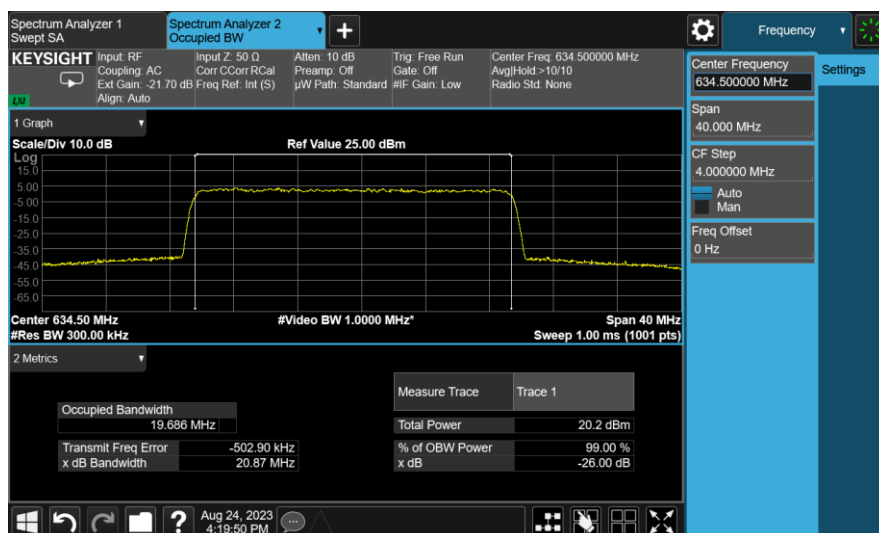 Spectrum Analyzer 1
Swept SA
Spectrum Analyzer 2
Occupied BW
+
Frequency
KEYSIGHT
LXI
Input: RF
Coupling: AC
Ext Gain: -21.70 dB
Align: Auto
Input Z: 50 Ω
Corr CCorr RCal
Freq Ref: Int (S)
Atten: 10 dB
Preamp: Off
µW Path: Standard
Trig: Free Run
Gate: Off
#IF Gain: Low
Center Freq: 634.500000 MHz
Avg|Hold:>10/10
Radio Std: None
Center Frequency
634.500000 MHz
Settings
Span
40.000 MHz
CF Step
4.000000 MHz
Auto
Man
Freq Offset
0 Hz
1 Graph
Scale/Div 10.0 dB
Ref Value 25.00 dBm
Log
15.0
5.00
-5.00
-15.0
-25.0
-35.0
-45.0
-55.0
-65.0
Center 634.50 MHz
#Video BW 1.0000 MHz*
Span 40 MHz
#Res BW 300.00 kHz
Sweep 1.00 ms (1001 pts)
2 Metrics
Measure Trace
Trace 1
Occupied Bandwidth
19.686 MHz
Total Power
20.2 dBm
Transmit Freq Error
-502.90 kHz
% of OBW Power
99.00 %
x dB Bandwidth
20.87 MHz
x dB
-26.00 dB
?
Aug 24, 2023
4:19:50 PM